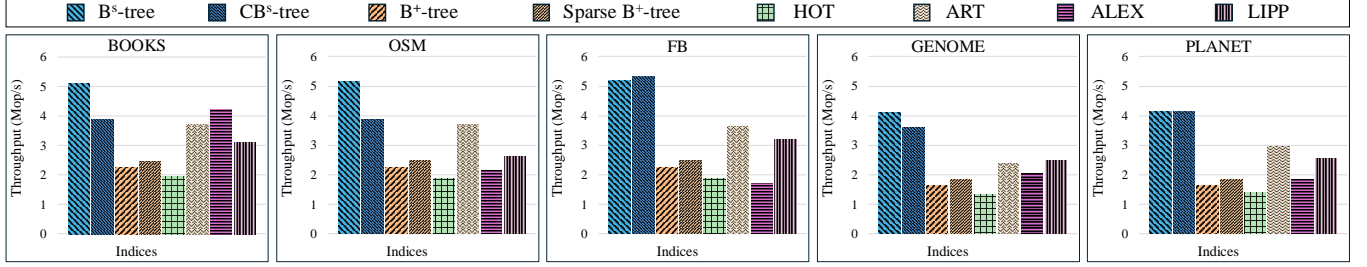 Bˢ-tree CBˢ-tree B⁺-tree Sparse B⁺-tree HOT ART ALEX LIPP
BOOKS
Throughput (Mop/s)
6
5
4
3
2
1
0
Indices
OSM
Throughput (Mop/s)
6
5
4
3
2
1
0
Indices
FB
Throughput (Mop/s)
6
5
4
3
2
1
0
Indices
GENOME
Throughput (Mop/s)
6
5
4
3
2
1
0
Indices
PLANET
Throughput (Mop/s)
6
5
4
3
2
1
0
Indices